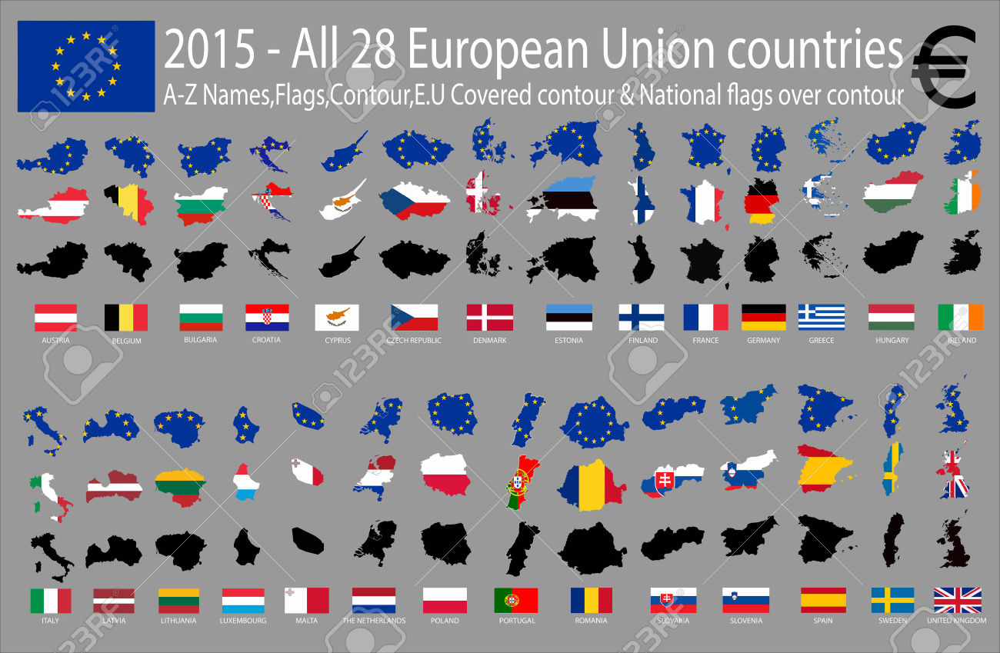 2015 - All 28 European Union countries €
A-Z Names,Flags,Contour,E.U Covered contour & National flags over contour
AUSTRIA BELGIUM BULGARIA CROATIA CYPRUS CZECH REPUBLIC DENMARK ESTONIA FINLAND FRANCE GERMANY GREECE HUNGARY IRELAND
ITALY LATVIA LITHUANIA LUXEMBOURG MALTA THE NETHERLANDS POLAND PORTUGAL ROMANIA SLOVAKIA SLOVENIA SPAIN SWEDEN UNITED KINGDOM
123RF